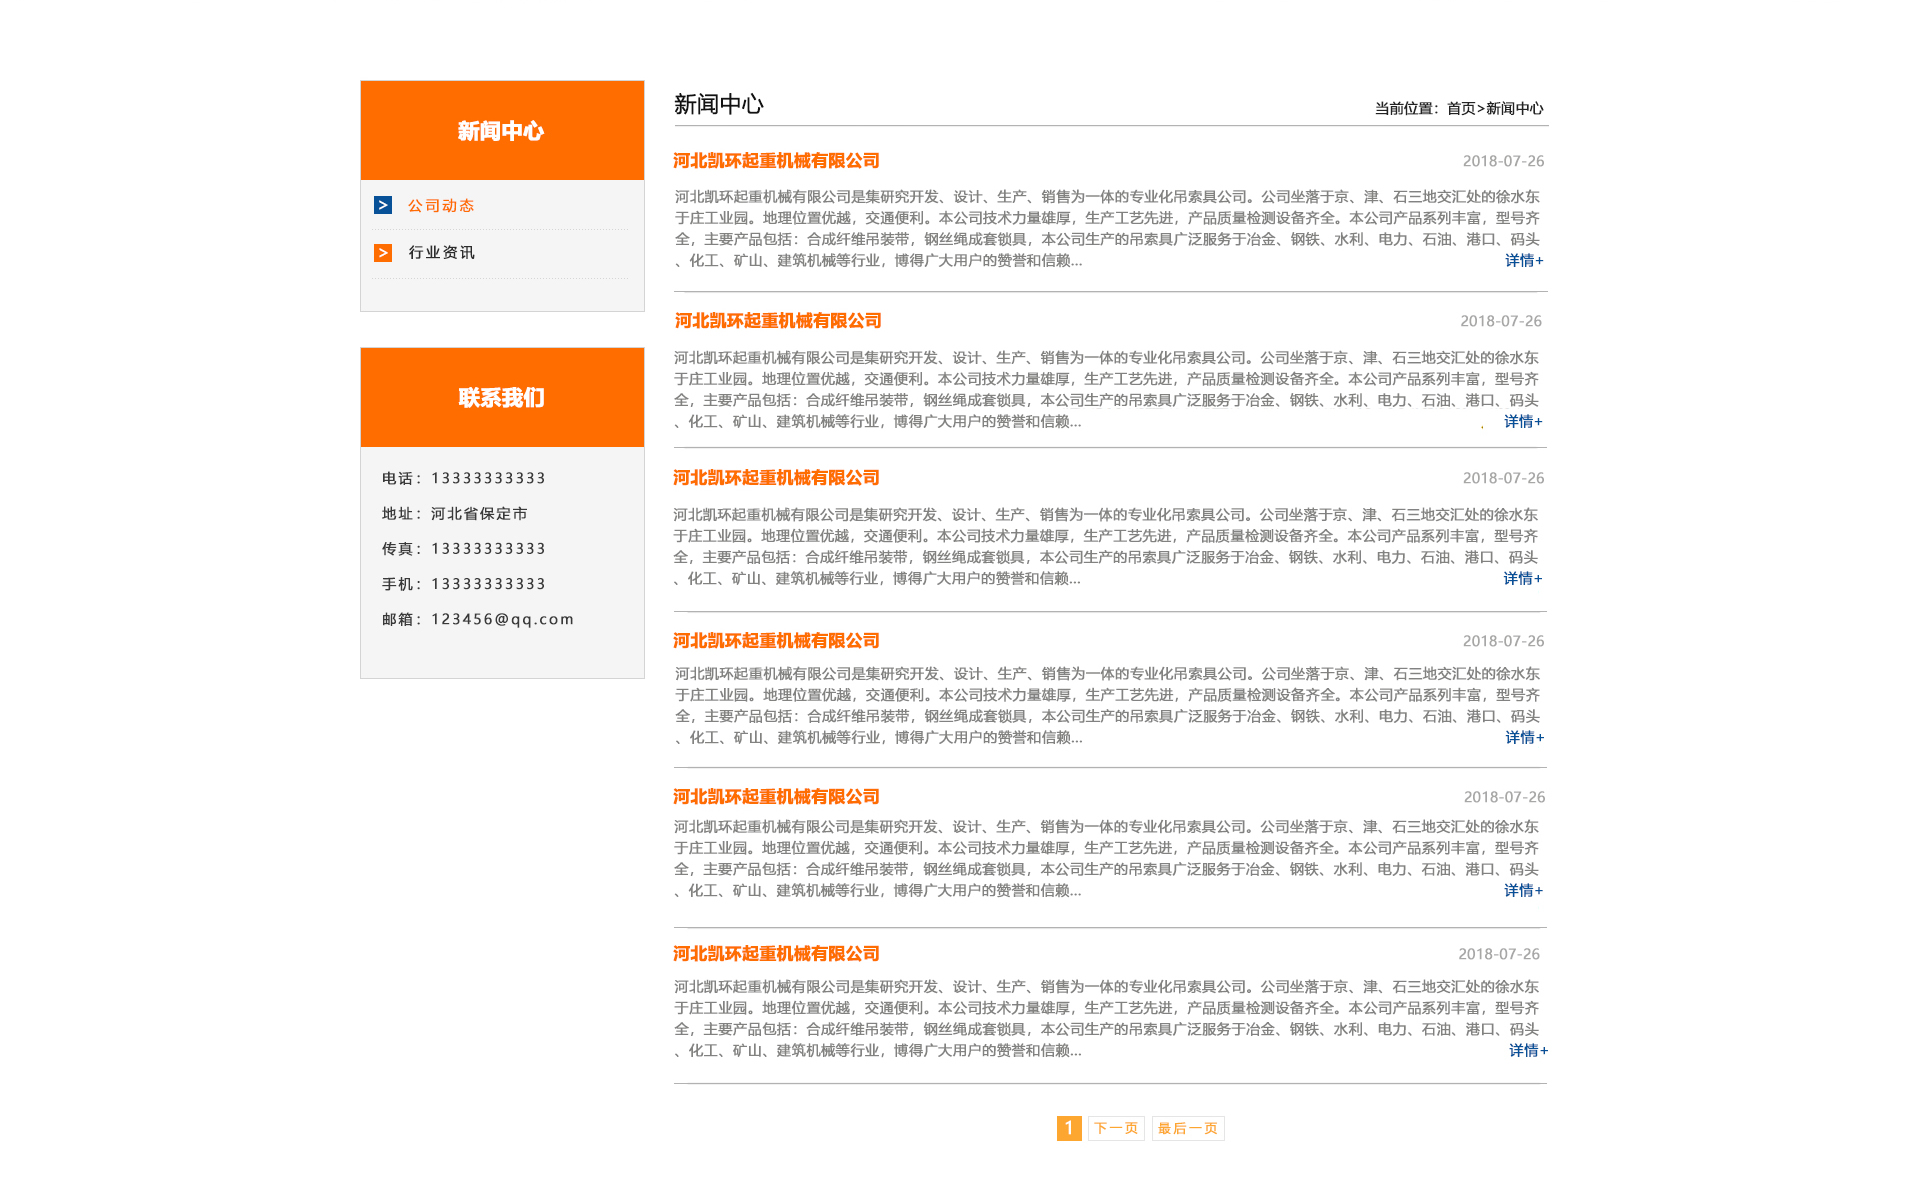 新闻中心
> 公司动态
> 行业资讯
联系我们
电话：13333333333
地址：河北省保定市
传真：13333333333
手机：13333333333
邮箱：123456@qq.com
新闻中心
当前位置：首页>新闻中心
河北凯环起重机械有限公司
2018-07-26
河北凯环起重机械有限公司是集研究开发、设计、生产、销售为一体的专业化吊索具公司。公司坐落于京、津、石三地交汇处的徐水东
于庄工业园。地理位置优越，交通便利。本公司技术力量雄厚，生产工艺先进，产品质量检测设备齐全。本公司产品系列丰富，型号齐
全，主要产品包括：合成纤维吊装带，钢丝绳成套锁具，本公司生产的吊索具广泛服务于冶金、钢铁、水利、电力、石油、港口、码头
、化工、矿山、建筑机械等行业，博得广大用户的赞誉和信赖...
详情+
河北凯环起重机械有限公司
2018-07-26
河北凯环起重机械有限公司是集研究开发、设计、生产、销售为一体的专业化吊索具公司。公司坐落于京、津、石三地交汇处的徐水东
于庄工业园。地理位置优越，交通便利。本公司技术力量雄厚，生产工艺先进，产品质量检测设备齐全。本公司产品系列丰富，型号齐
全，主要产品包括：合成纤维吊装带，钢丝绳成套锁具，本公司生产的吊索具广泛服务于冶金、钢铁、水利、电力、石油、港口、码头
、化工、矿山、建筑机械等行业，博得广大用户的赞誉和信赖...
详情+
河北凯环起重机械有限公司
2018-07-26
河北凯环起重机械有限公司是集研究开发、设计、生产、销售为一体的专业化吊索具公司。公司坐落于京、津、石三地交汇处的徐水东
于庄工业园。地理位置优越，交通便利。本公司技术力量雄厚，生产工艺先进，产品质量检测设备齐全。本公司产品系列丰富，型号齐
全，主要产品包括：合成纤维吊装带，钢丝绳成套锁具，本公司生产的吊索具广泛服务于冶金、钢铁、水利、电力、石油、港口、码头
、化工、矿山、建筑机械等行业，博得广大用户的赞誉和信赖...
详情+
河北凯环起重机械有限公司
2018-07-26
河北凯环起重机械有限公司是集研究开发、设计、生产、销售为一体的专业化吊索具公司。公司坐落于京、津、石三地交汇处的徐水东
于庄工业园。地理位置优越，交通便利。本公司技术力量雄厚，生产工艺先进，产品质量检测设备齐全。本公司产品系列丰富，型号齐
全，主要产品包括：合成纤维吊装带，钢丝绳成套锁具，本公司生产的吊索具广泛服务于冶金、钢铁、水利、电力、石油、港口、码头
、化工、矿山、建筑机械等行业，博得广大用户的赞誉和信赖...
详情+
河北凯环起重机械有限公司
2018-07-26
河北凯环起重机械有限公司是集研究开发、设计、生产、销售为一体的专业化吊索具公司。公司坐落于京、津、石三地交汇处的徐水东
于庄工业园。地理位置优越，交通便利。本公司技术力量雄厚，生产工艺先进，产品质量检测设备齐全。本公司产品系列丰富，型号齐
全，主要产品包括：合成纤维吊装带，钢丝绳成套锁具，本公司生产的吊索具广泛服务于冶金、钢铁、水利、电力、石油、港口、码头
、化工、矿山、建筑机械等行业，博得广大用户的赞誉和信赖...
详情+
河北凯环起重机械有限公司
2018-07-26
河北凯环起重机械有限公司是集研究开发、设计、生产、销售为一体的专业化吊索具公司。公司坐落于京、津、石三地交汇处的徐水东
于庄工业园。地理位置优越，交通便利。本公司技术力量雄厚，生产工艺先进，产品质量检测设备齐全。本公司产品系列丰富，型号齐
全，主要产品包括：合成纤维吊装带，钢丝绳成套锁具，本公司生产的吊索具广泛服务于冶金、钢铁、水利、电力、石油、港口、码头
、化工、矿山、建筑机械等行业，博得广大用户的赞誉和信赖...
详情+
1 下一页 最后一页